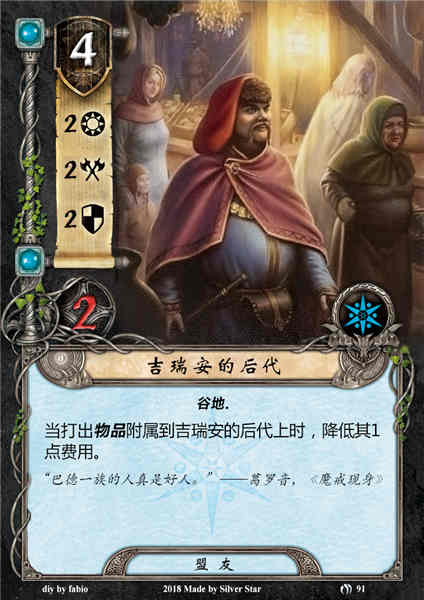 4
2
2
2
2
吉瑞安的后代
谷地.
当打出物品附属到吉瑞安的后代上时，降低其1
点费用。
“巴德一族的人真是好人。”——葛罗音，《魔戒现身》
盟友
diy by fabio 2018 Made by Silver Star 91